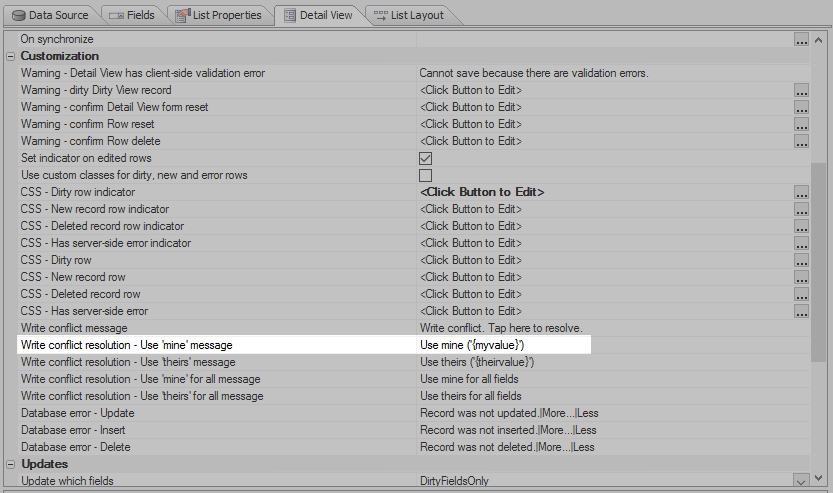 Data Source Fields List Properties Detail View List Layout
On synchronize ...
Customization
Warning - Detail View has client-side validation error Cannot save because there are validation errors.
Warning - dirty Dirty View record <Click Button to Edit> ...
Warning - confirm Detail View form reset <Click Button to Edit> ...
Warning - confirm Row reset <Click Button to Edit> ...
Warning - confirm Row delete <Click Button to Edit> ...
Set indicator on edited rows
Use custom classes for dirty, new and error rows
CSS - Dirty row indicator <Click Button to Edit> ...
CSS - New record row indicator <Click Button to Edit> ...
CSS - Deleted record row indicator <Click Button to Edit> ...
CSS - Has server-side error indicator <Click Button to Edit> ...
CSS - Dirty row <Click Button to Edit> ...
CSS - New record row <Click Button to Edit> ...
CSS - Deleted record row <Click Button to Edit> ...
CSS - Has server-side error <Click Button to Edit> ...
Write conflict message Write conflict. Tap here to resolve.
Write conflict resolution - Use 'mine' message Use mine ('{myvalue}')
Write conflict resolution - Use 'theirs' message Use theirs ('{theirvalue}')
Write conflict resolution - Use 'mine' for all message Use mine for all fields
Write conflict resolution - Use 'theirs' for all message Use theirs for all fields
Database error - Update Record was not updated.|More...|Less
Database error - Insert Record was not inserted.|More...|Less
Database error - Delete Record was not deleted.|More...|Less
Updates
Update which fields DirtyFieldsOnly